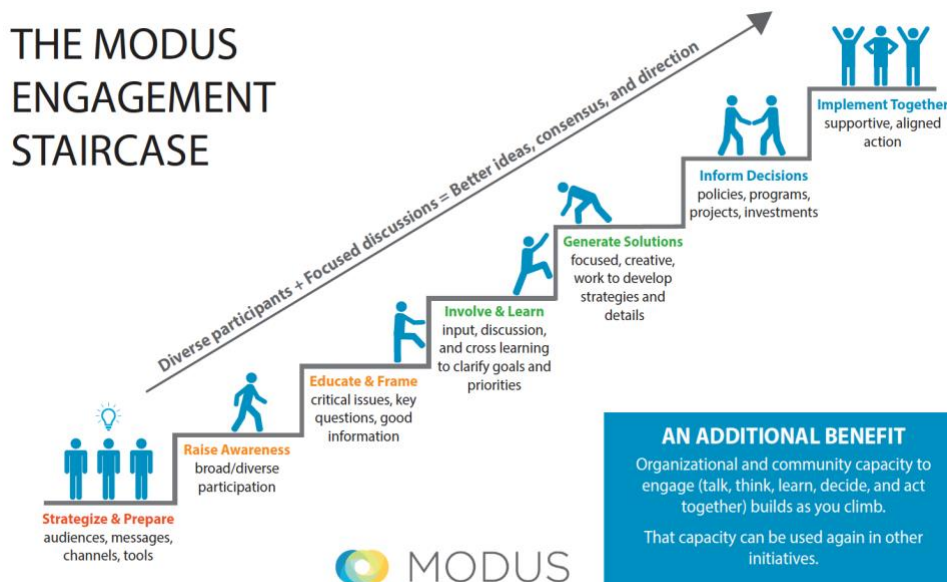 THE MODUS
ENGAGEMENT
STAIRCASE
Diverse participants + Focused discussions = Better ideas, consensus, and direction
Strategize & Prepare
audiences, messages,
channels, tools
Raise Awareness
broad/diverse
participation
Educate & Frame
critical issues, key
questions, good
information
Involve & Learn
input, discussion,
and cross learning
to clarify goals and
priorities
Generate Solutions
focused, creative,
work to develop
strategies and
details
Inform Decisions
policies, programs,
projects, investments
Implement Together
supportive, aligned
action
AN ADDITIONAL BENEFIT
Organizational and community capacity to
engage (talk, think, learn, decide, and act
together) builds as you climb.
That capacity can be used again in other
initiatives.
MODUS